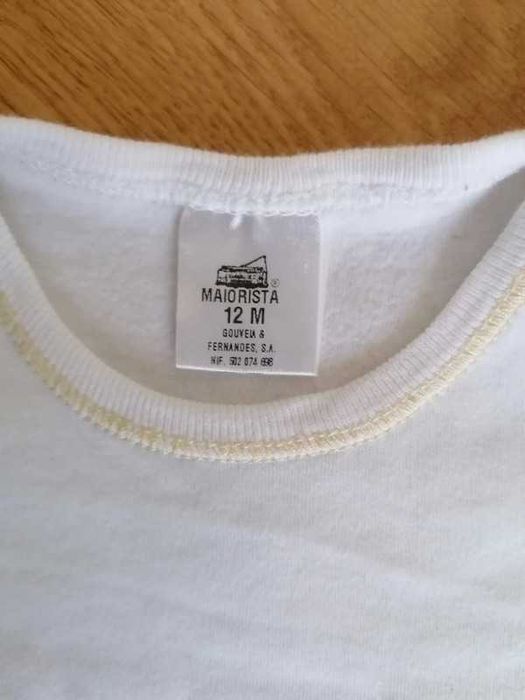 ®
MAIORISTA
12 M
GOUVEIA &
FERNANDES, S.A.
NIF. 502 074 698